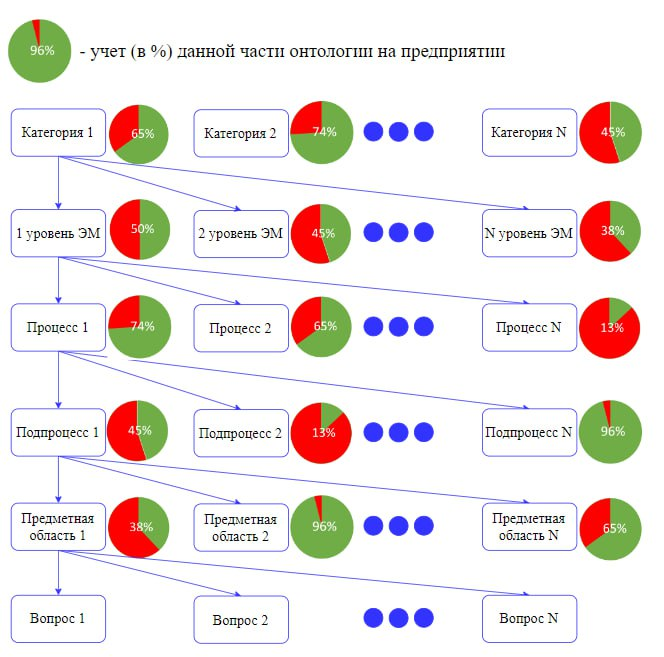 96% - учет (в %) данной части онтологии на предприятии
Категория 1 65% Категория 2 74% Категория N 45%
1 уровень ЭМ 50% 2 уровень ЭМ 45% N уровень ЭМ 38%
Процесс 1 74% Процесс 2 65% Процесс N 13%
Подпроцесс 1 45% Подпроцесс 2 13% Подпроцесс N 96%
Предметная
область 1
38%
Предметная
область 2
96%
Предметная
область N
65%
Вопрос 1 Вопрос 2 Вопрос N